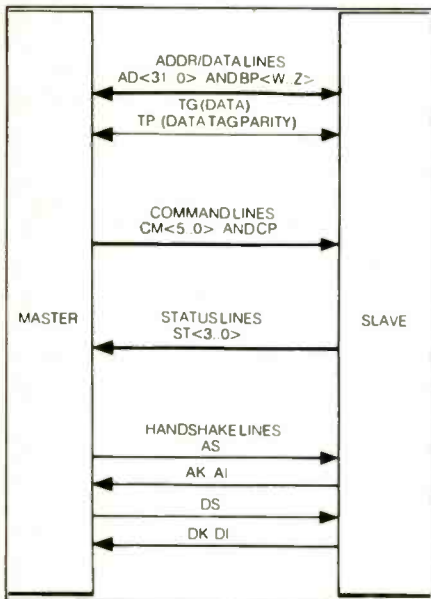 ADDR/DATA LINES
AD<31..0> AND BP<W..Z>
TG (DATA)
TP (DATA TAG PARITY)
COMMAND LINES
CM<5..0> AND CP
MASTER
STATUS LINES
ST<3..0>
SLAVE
HANDSHAKE LINES
AS
AK AI
DS
DK DI